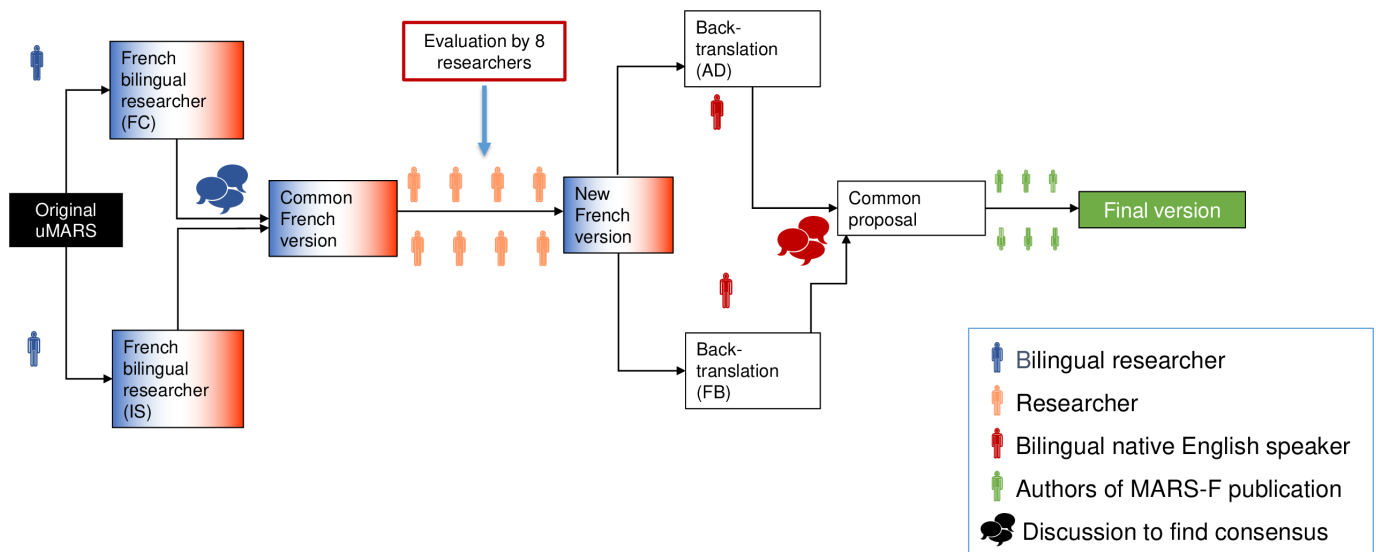 French
bilingual
researcher
(FC)
Original
uMARS
French
bilingual
researcher
(IS)
Common
French
version
Evaluation by 8
researchers
New
French
version
Back-
translation
(AD)
Back-
translation
(FB)
Common
proposal
Final version
Bilingual researcher
Researcher
Bilingual native English speaker
Authors of MARS-F publication
Discussion to find consensus